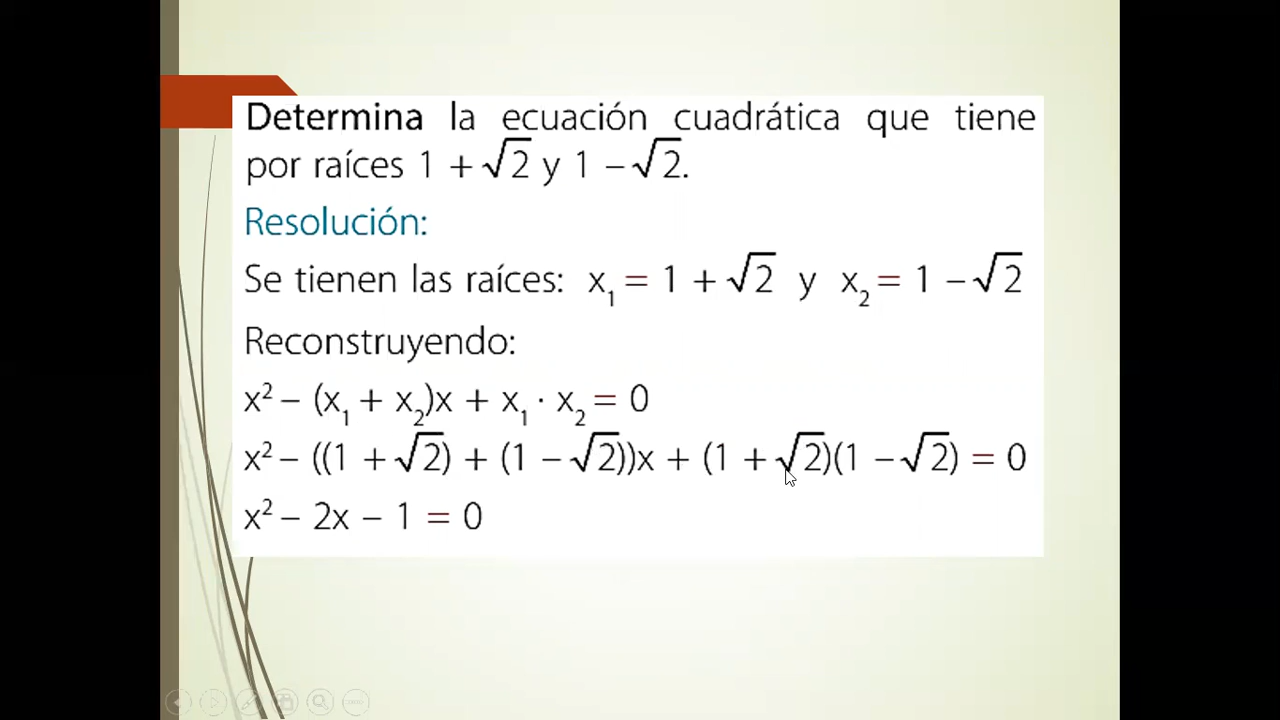 Determina la ecuación cuadrática que tiene
por raíces 1 + √2 y 1 – √2.
Resolución:
Se tienen las raíces: x₁ = 1 + √2 y x₂ = 1 – √2
Reconstruyendo:
x² – (x₁ + x₂)x + x₁ · x₂ = 0
x² – ((1 + √2) + (1 – √2))x + (1 + √2)(1 – √2) = 0
x² – 2x – 1 = 0